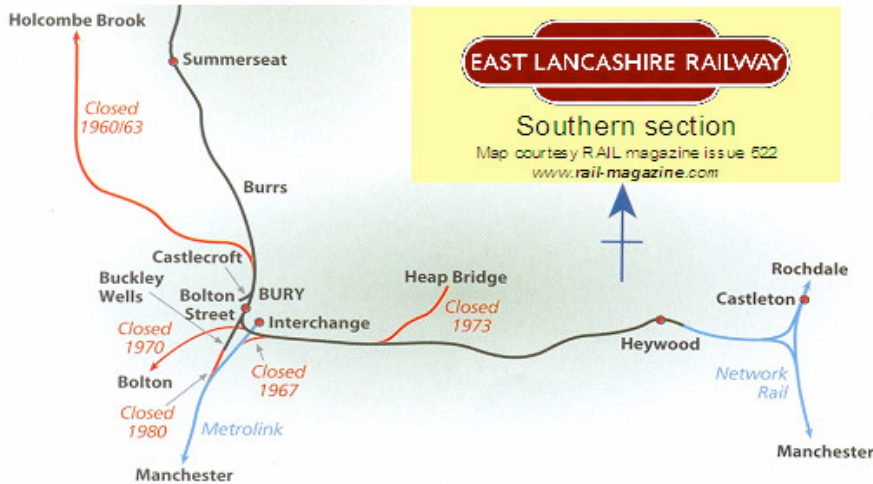 Holcombe Brook
Summerseat
EAST LANCASHIRE RAILWAY
Southern section
Map courtesy RAIL magazine issue 522
www.rail-magazine.com
Closed
1960/63
Burrs
Castlecroft
Buckley
Wells
Bolton
Street
BURY
Interchange
Heap Bridge
Closed
1973
Rochdale
Castleton
Heywood
Closed
1970
Bolton
Closed
1967
Closed
1980
Metrolink
Network
Rail
Manchester
Manchester